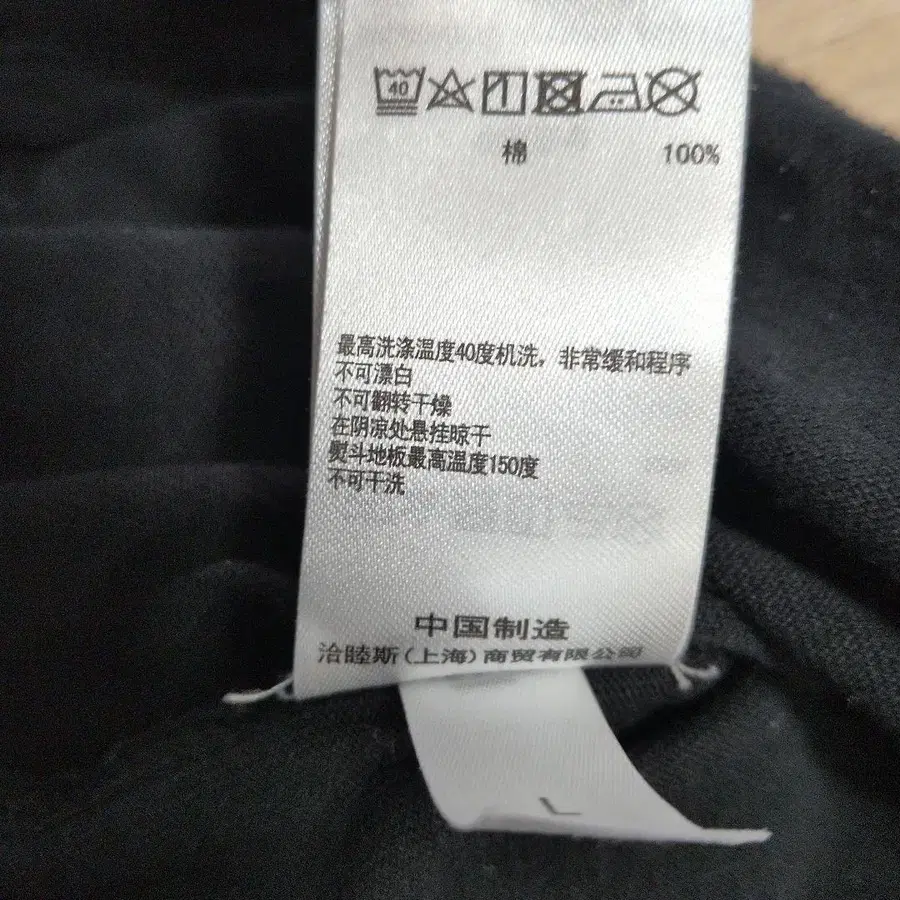 40
棉 100%
最高洗涤温度40度机洗，非常缓和程序
不可漂白
不可翻转干燥
在阴凉处悬挂晾干
熨斗地板最高温度150度
不可干洗
中国制造
洽睦斯(上海)商贸有限公司
L